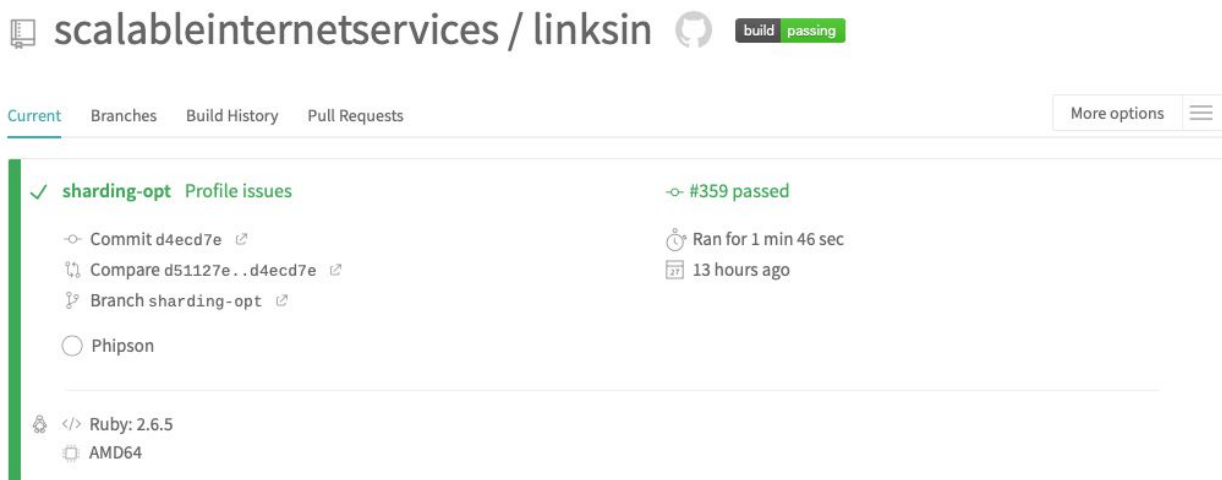 scalableinternetservices / linksin build passing
Current Branches Build History Pull Requests More options
sharding-opt Profile issues #359 passed
Commit d4ecd7e Ran for 1 min 46 sec
Compare d51127e..d4ecd7e 27 13 hours ago
Branch sharding-opt
Phipson
</> Ruby: 2.6.5
AMD64